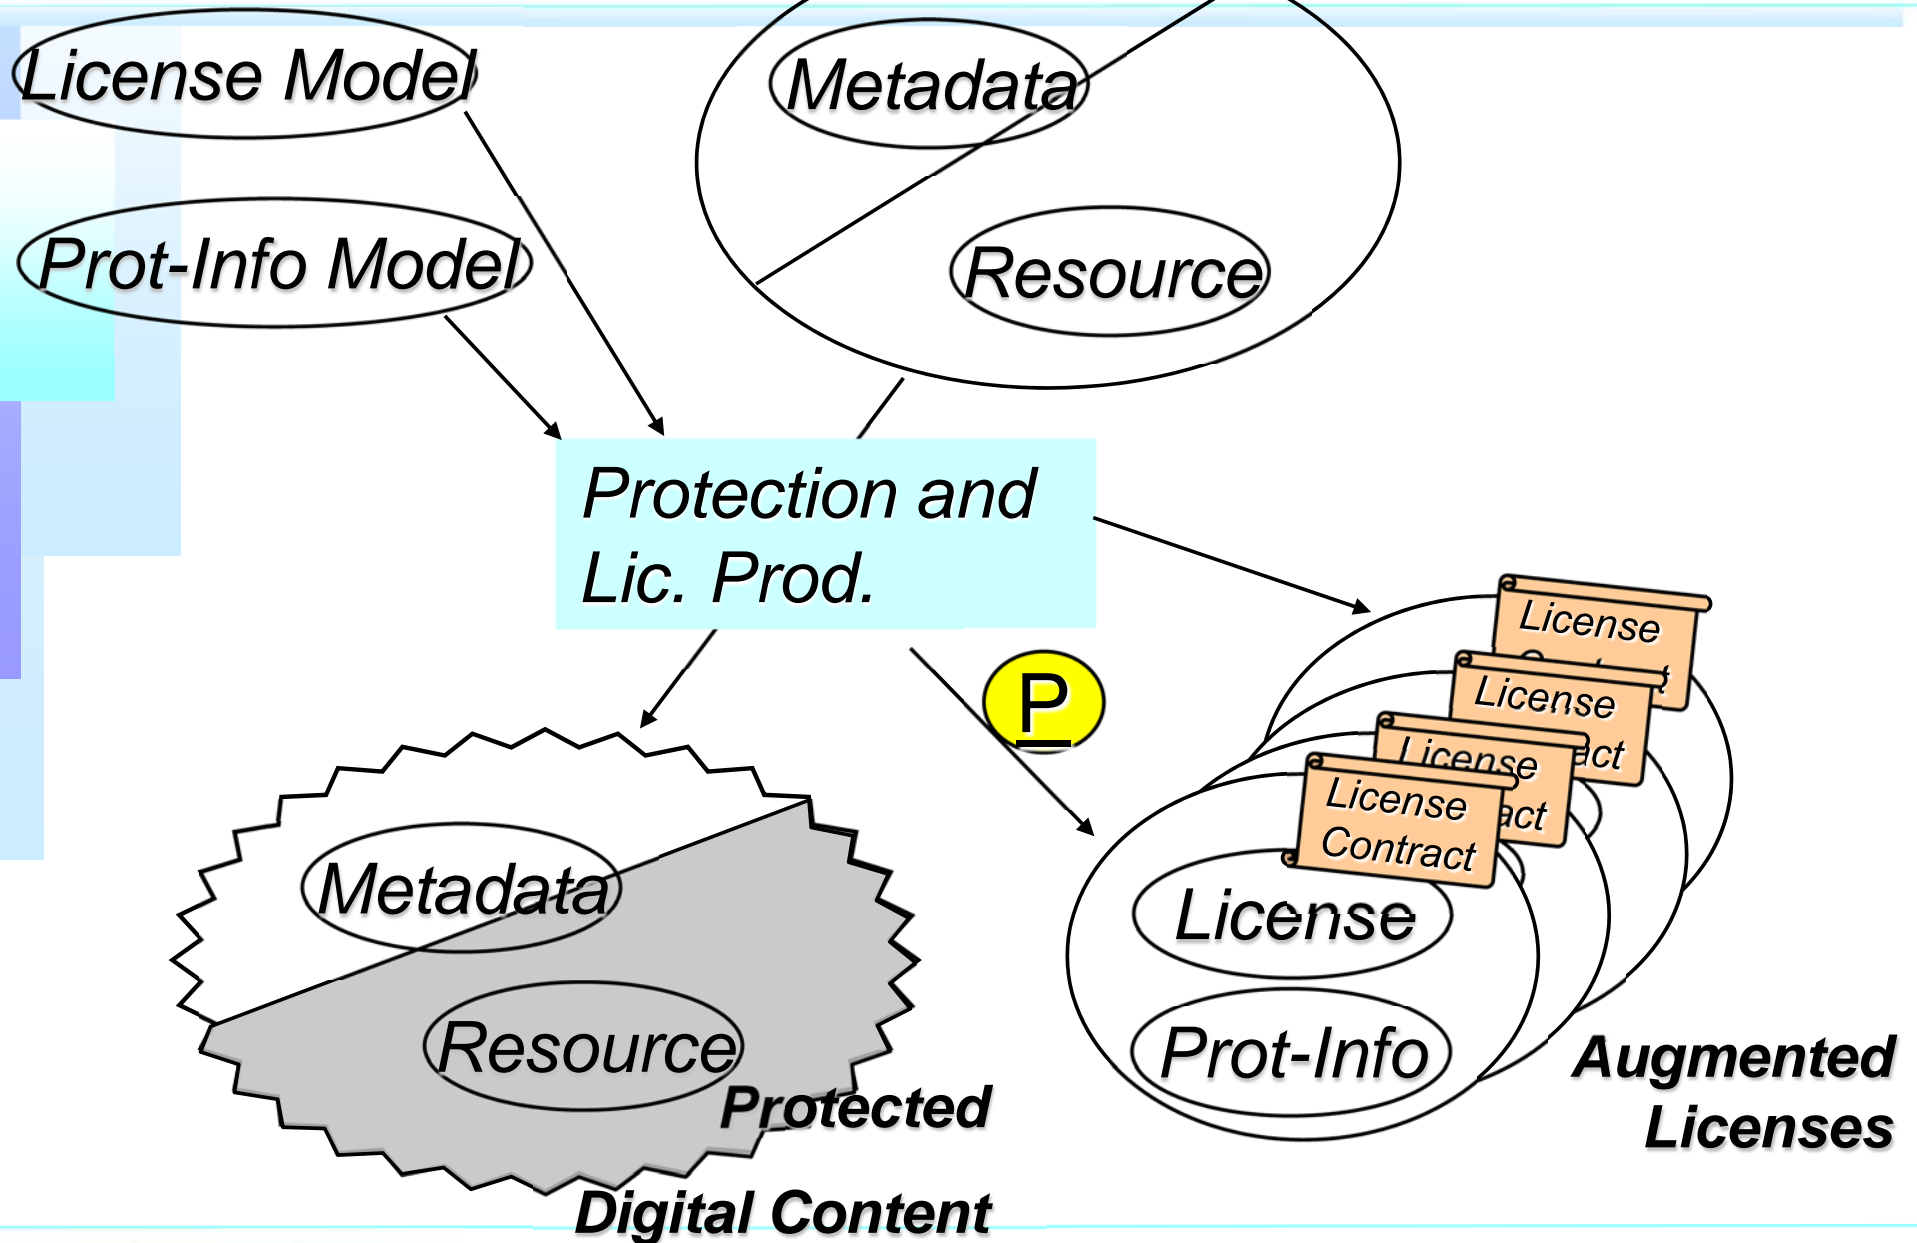 License Model
Metadata
Prot-Info Model
Resource
Protection and
Lic. Prod.
P
License
License
License
License
Contract
Metadata
License
Resource
Prot-Info
Protected
Digital Content
Augmented
Licenses